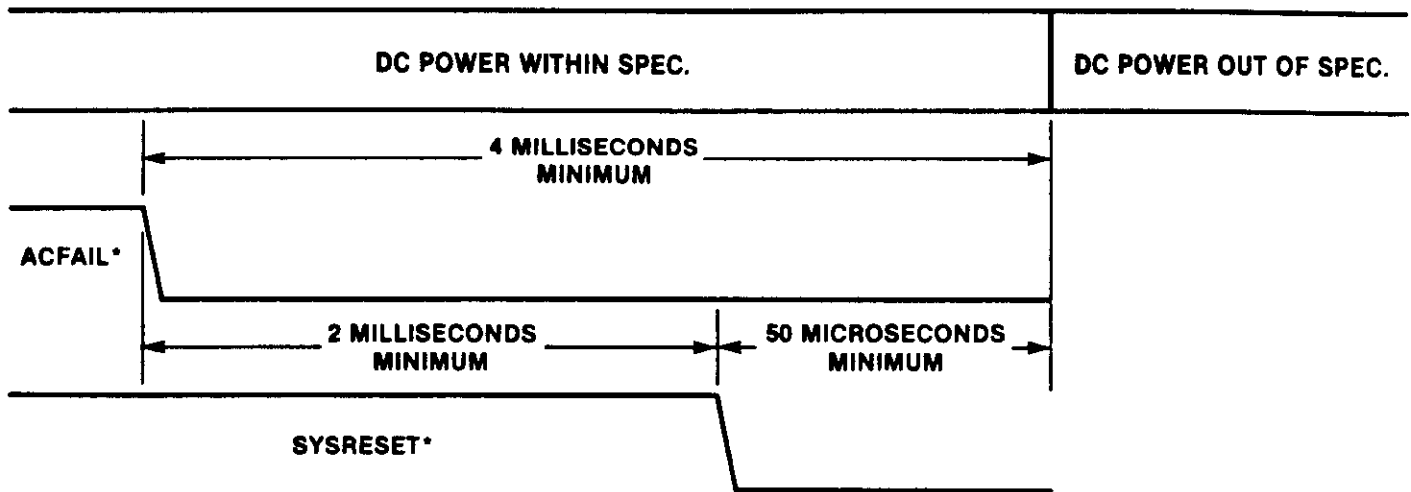 DC POWER WITHIN SPEC.
DC POWER OUT OF SPEC.
4 MILLISECONDS
MINIMUM
ACFAIL*
2 MILLISECONDS
MINIMUM
50 MICROSECONDS
MINIMUM
SYSRESET*